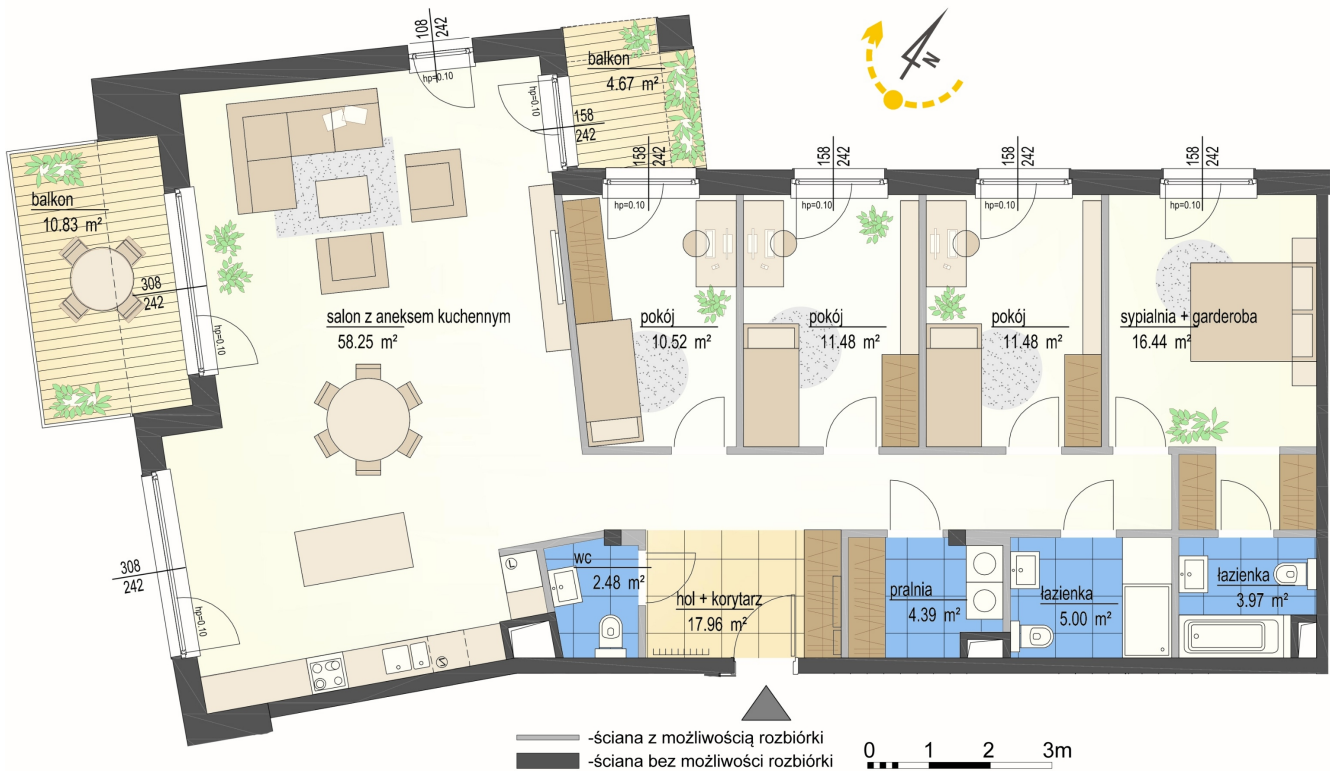 108
242
hp=0.10
balkon
4.67 m²
N
hp=0.10
158
242
158
242
hp=0.10
158
242
hp=0.10
158
242
hp=0.10
158
242
hp=0.10
balkon
10.83 m²
308
242
hp=0.10
salon z aneksem kuchennym
58.25 m²
pokój
10.52 m²
pokój
11.48 m²
pokój
11.48 m²
sypialnia + garderoba
16.44 m²
308
242
hp=0.10
L
Z
wc
2.48 m²
hol + korytarz
17.96 m²
pralnia
4.39 m²
łazienka
5.00 m²
łazienka
3.97 m²
-ściana z możliwością rozbiórki
-ściana bez możliwości rozbiórki
0 1 2 3m